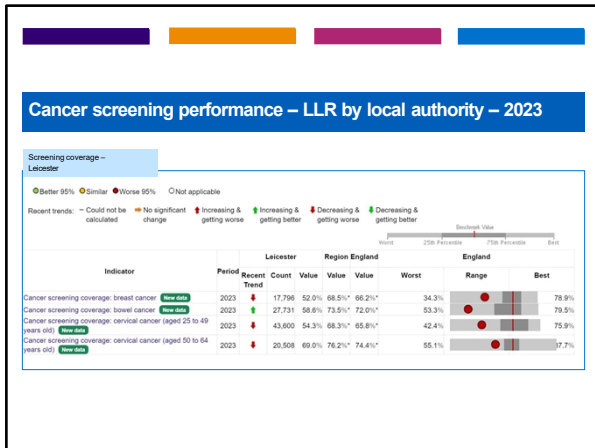 Cancer screening performance – LLR by local authority – 2023
Screening coverage –
Leicester
Better 95% Similar Worse 95% Not applicable
Recent trends: – Could not be calculated No significant change Increasing & getting worse Increasing & getting better Decreasing & getting worse Decreasing & getting better
Benchmark Value
Worst 25th Percentile 75th Percentile Best
Leicester Region England England
Indicator Period Recent Trend Count Value Value Value Worst Range Best
Cancer screening coverage: breast cancer New data 2023 17,796 52.0% 68.5%* 66.2%* 34.3% 78.9%
Cancer screening coverage: bowel cancer New data 2023 27,731 58.6% 73.5%* 72.0%* 53.3% 79.5%
Cancer screening coverage: cervical cancer (aged 25 to 49
years old) New data 2023 43,600 54.3% 68.3%* 65.8%* 42.4% 75.9%
Cancer screening coverage: cervical cancer (aged 50 to 64
years old) New data 2023 20,508 69.0% 76.2%* 74.4%* 55.1% 7.7%